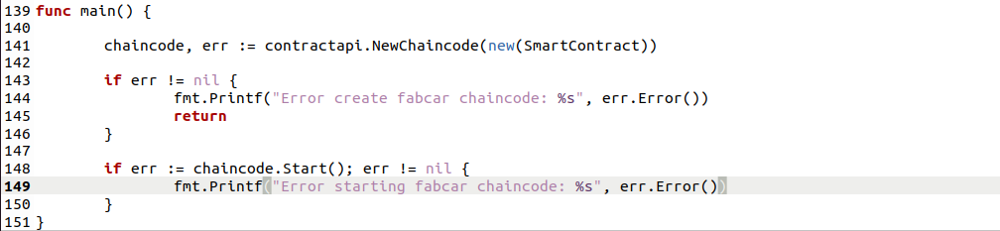 139 func main() {
140
141         chaincode, err := contractapi.NewChaincode(new(SmartContract))
142
143         if err != nil {
144                 fmt.Printf("Error create fabcar chaincode: %s", err.Error())
145                 return
146         }
147
148         if err := chaincode.Start(); err != nil {
149                 fmt.Printf("Error starting fabcar chaincode: %s", err.Error())
150         }
151 }